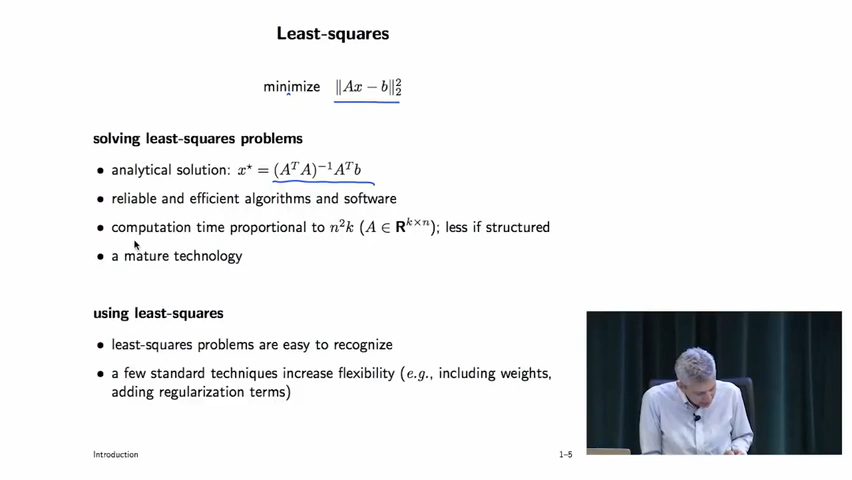 Least-squares
minimize ‖Ax − b‖₂²
solving least-squares problems
• analytical solution: x⋆ = (AᵀA)⁻¹Aᵀb
• reliable and efficient algorithms and software
• computation time proportional to n²k (A ∈ Rᵏˣⁿ); less if structured
• a mature technology
using least-squares
• least-squares problems are easy to recognize
• a few standard techniques increase flexibility (e.g., including weights,
adding regularization terms)
Introduction 1–5